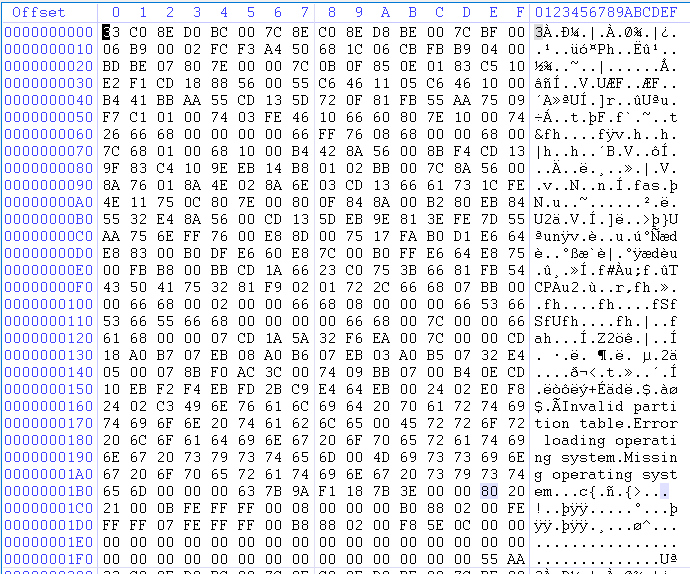 Offset 0 1 2 3 4 5 6 7 8 9 A B C D E F 0123456789ABCDEF
0000000000 33 C0 8E D0 BC 00 7C 8E C0 8E D8 BE 00 7C BF 00 3À.Ð¼.|.À.Ø¾.|¿.
0000000010 06 B9 00 02 FC F3 A4 50 68 1C 06 CB FB B9 04 00 .¹..üó¤Ph..Ëû¹..
0000000020 BD BE 07 80 7E 00 00 7C 0B 0F 85 0E 01 83 C5 10 ½¾..~..|......Å.
0000000030 E2 F1 CD 18 88 56 00 55 C6 46 11 05 C6 46 10 00 âñÍ..V.UÆF..ÆF..
0000000040 B4 41 BB AA 55 CD 13 5D 72 0F 81 FB 55 AA 75 09 ´A»ªUÍ.]r..ûUªu.
0000000050 F7 C1 01 00 74 03 FE 46 10 66 60 80 7E 10 00 74 ÷Á..t.þF.f`.~..t
0000000060 26 66 68 00 00 00 00 66 FF 76 08 68 00 00 68 00 &fh....fÿv.h..h.
0000000070 7C 68 01 00 68 10 00 B4 42 8A 56 00 8B F4 CD 13 |h..h..´B.V..ôÍ.
0000000080 9F 83 C4 10 9E EB 14 B8 01 02 BB 00 7C 8A 56 00 ..Ä..ë.¸..».|.V.
0000000090 8A 76 01 8A 4E 02 8A 6E 03 CD 13 66 61 73 1C FE .v..N..n.Í.fas.þ
00000000A0 4E 11 75 0C 80 7E 00 80 0F 84 8A 00 B2 80 EB 84 N.u..~......².ë.
00000000B0 55 32 E4 8A 56 00 CD 13 5D EB 9E 81 3E FE 7D 55 U2ä.V.Í.]ë..>þ}U
00000000C0 AA 75 6E FF 76 00 E8 8D 00 75 17 FA B0 D1 E6 64 ªunÿv.è..u.ú°Ñæd
00000000D0 E8 83 00 B0 DF E6 60 E8 7C 00 B0 FF E6 64 E8 75 è..°ßæ`è|.°ÿædèu
00000000E0 00 FB B8 00 BB CD 1A 66 23 C0 75 3B 66 81 FB 54 .û¸.»Í.f#Àu;f.ûT
00000000F0 43 50 41 75 32 81 F9 02 01 72 2C 66 68 07 BB 00 CPAu2.ù..r,fh.».
0000000100 00 66 68 00 02 00 00 66 68 08 00 00 00 66 53 66 .fh....fh....fSf
0000000110 53 66 55 66 68 00 00 00 00 66 68 00 7C 00 00 66 SfUfh....fh.|..f
0000000120 61 68 00 00 07 CD 1A 5A 32 F6 EA 00 7C 00 00 CD ah...Í.Z2öê.|..Í
0000000130 18 A0 B7 07 EB 08 A0 B6 07 EB 03 A0 B5 07 32 E4 . ·.ë. ¶.ë. µ.2ä
0000000140 05 00 07 8B F0 AC 3C 00 74 09 BB 07 00 B4 0E CD ....ð¬<.t.»..´.Í
0000000150 10 EB F2 F4 EB FD 2B C9 E4 64 EB 00 24 02 E0 F8 .ëòôëý+Éädë.$.àø
0000000160 24 02 C3 49 6E 76 61 6C 69 64 20 70 61 72 74 69 $.ÃInvalid parti
0000000170 74 69 6F 6E 20 74 61 62 6C 65 00 45 72 72 6F 72 tion table.Error
0000000180 20 6C 6F 61 64 69 6E 67 20 6F 70 65 72 61 74 69  loading operati
0000000190 6E 67 20 73 79 73 74 65 6D 00 4D 69 73 73 69 6E ng system.Missin
00000001A0 67 20 6F 70 65 72 61 74 69 6E 67 20 73 79 73 74 g operating syst
00000001B0 65 6D 00 00 00 63 7B 9A F1 18 7B 3E 00 00 80 20 em...c{.ñ.{>...
00000001C0 21 00 0B FE FF FF 00 08 00 00 00 B0 88 02 00 FE !..þÿÿ.....°...þ
00000001D0 FF FF 07 FE FF FF 00 B8 88 02 00 F8 5E 0C 00 00 ÿÿ.þÿÿ.¸...ø^...
00000001E0 00 00 00 00 00 00 00 00 00 00 00 00 00 00 00 00 ................
00000001F0 00 00 00 00 00 00 00 00 00 00 00 00 00 00 55 AA ..............Uª